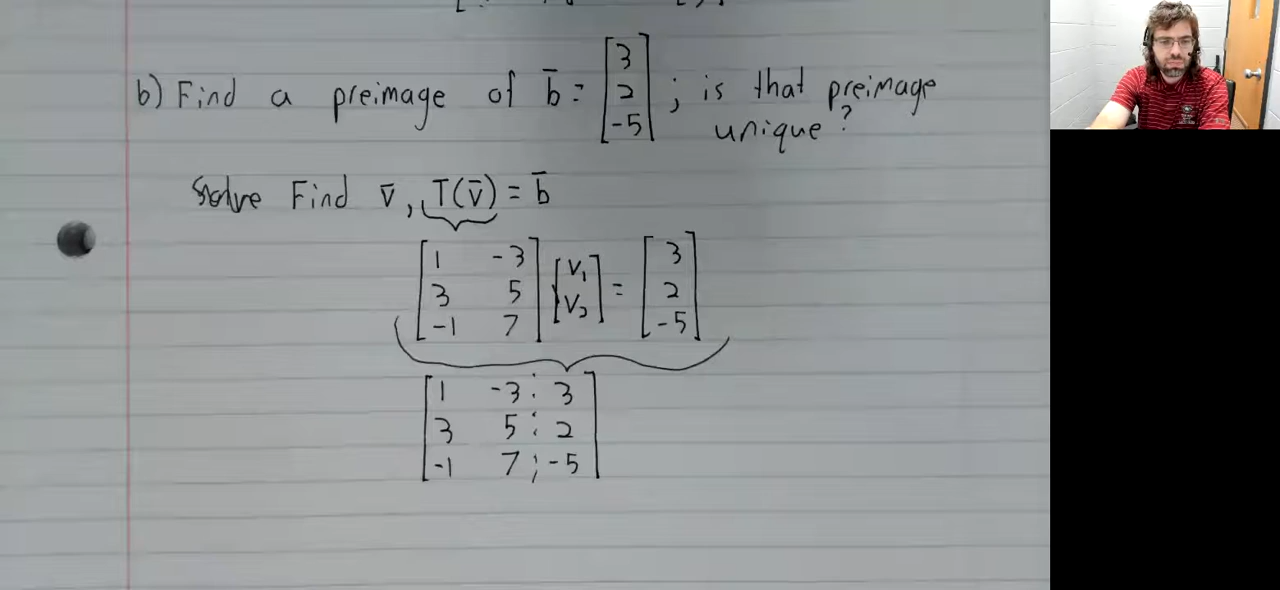 b) Find a preimage of b̄ = [3 2 -5] ; is that preimage unique?
Find v̄, T(v̄) = b̄
[1 -3] [v₁] = [3]
[3 5] [v₂] [2]
[-1 7] [-5]
[1 -3 ⋮ 3]
[3 5 ⋮ 2]
[-1 7 ⋮ -5]